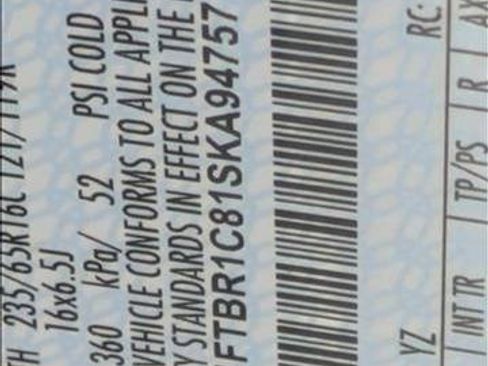 TH 235/65R16C 121/119R
16x6.5J
360 kPa/ 52 PSI COLD
VEHICLE CONFORMS TO ALL APPLI
Y STANDARDS IN EFFECT ON THE
FTBR1C81SKA94757
YZ RC:
INT TR TP/PS R AX